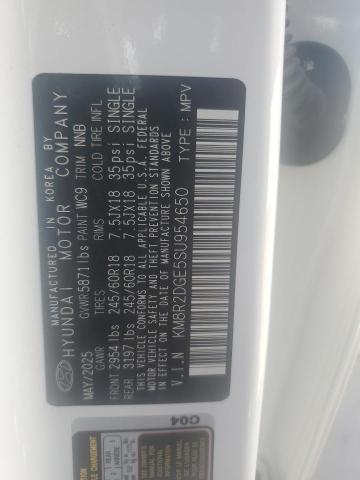 MANUFACTURED IN KOREA BY
HYUNDAI MOTOR COMPANY
MAY/2025 GVWR 5871 lbs PAINT WC9 TRIM NNB
GAWR TIRES RIMS COLD TIRE INFL
FRONT 2954 lbs 245/60R18 7.5JX18 35psi SINGLE
REAR 3197 lbs 245/60R18 7.5JX18 35psi SINGLE
THIS VEHICLE CONFORMS TO ALL APPLICABLE U.S.A. FEDERAL
MOTOR VEHICLE SAFETY AND THEFT PREVENTION STANDARDS
IN EFFECT ON THE DATE OF MANUFACTURE SHOWN ABOVE
V.I.N KM8R2DGE5SU954650 TYPE : MPV
C04